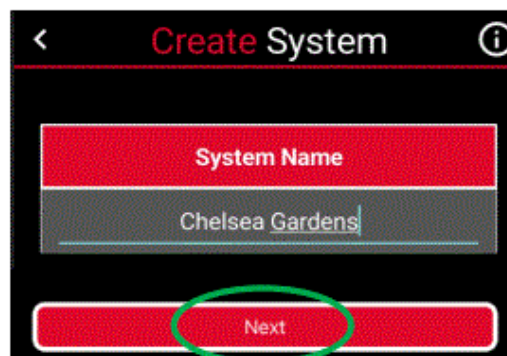 Create System
System Name
Chelsea Gardens
Next